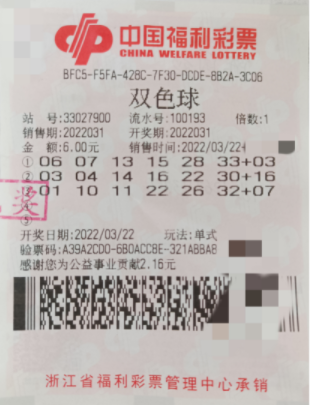 中国福利彩票
CHINA WELFARE LOTTERY
BFC5-F5FA-428C-7F30-DCDE-8B2A-3C06
双色球
站 号:33027900 流水号:100193 倍数:1
销售期:2022031 开奖期:2022031
金 额:6.00元 销售时间:2022/03/22
① 06 07 13 15 28 33+03
② 03 04 14 16 22 30+16
01 10 11 22 26 32+07
奖
⑤
开奖日期:2022/03/22 玩法:单式
验票码:A39A2CD0-6B0ACC8E-321ABBA8
感谢您为公益事业贡献2.16元
浙江省福利彩票管理中心承销